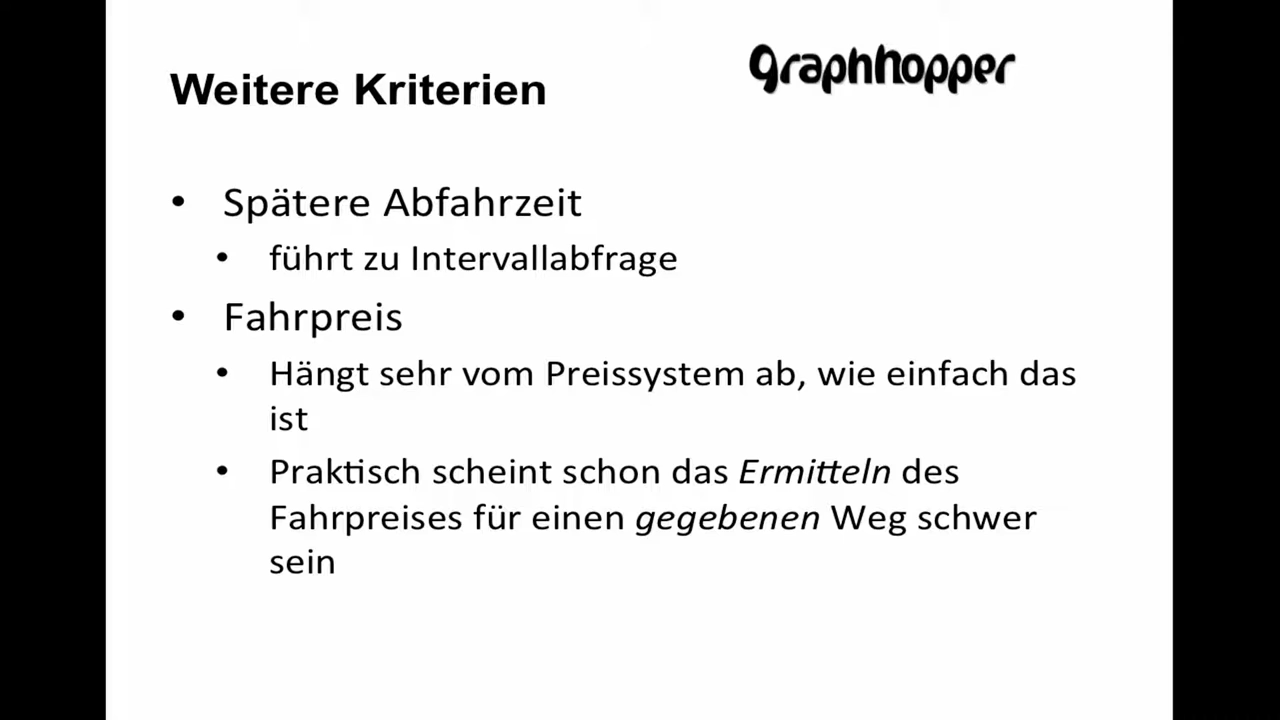 Weitere Kriterien
graphhopper
• Spätere Abfahrzeit
• führt zu Intervallabfrage
• Fahrpreis
• Hängt sehr vom Preissystem ab, wie einfach das
ist
• Praktisch scheint schon das Ermitteln des
Fahrpreises für einen gegebenen Weg schwer
sein